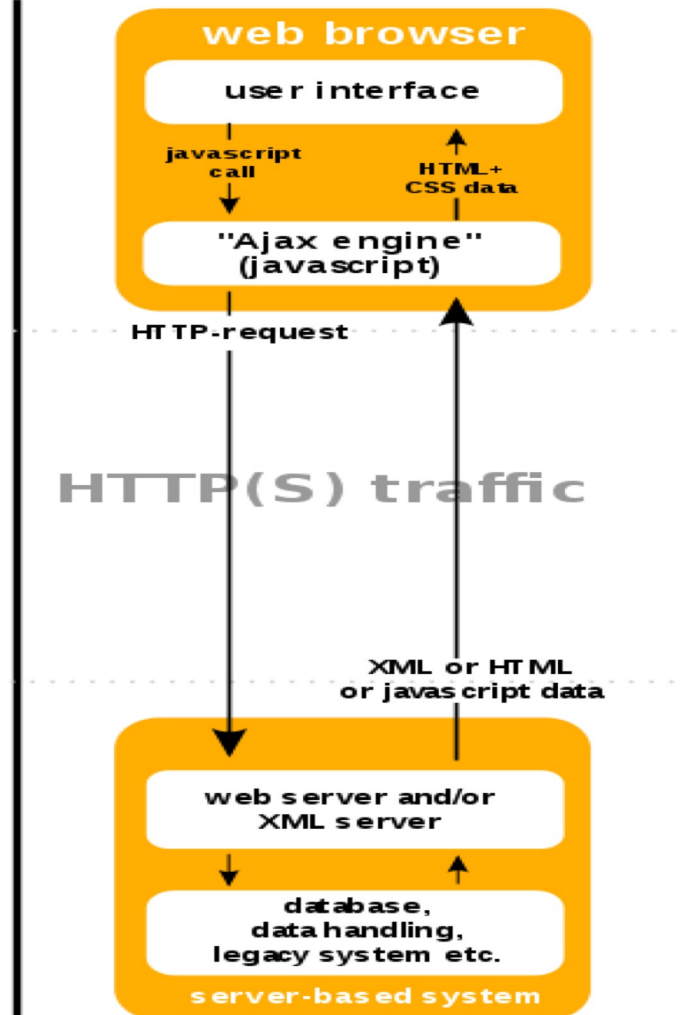 web browser
user interface
javascript
call
HTML+
CSS data
"Ajax engine"
(javascript)
HTTP-request
HTTP(S) traffic
XML or HTML
or javascript data
web server and/or
XML server
database,
data handling,
legacy system etc.
server-based system